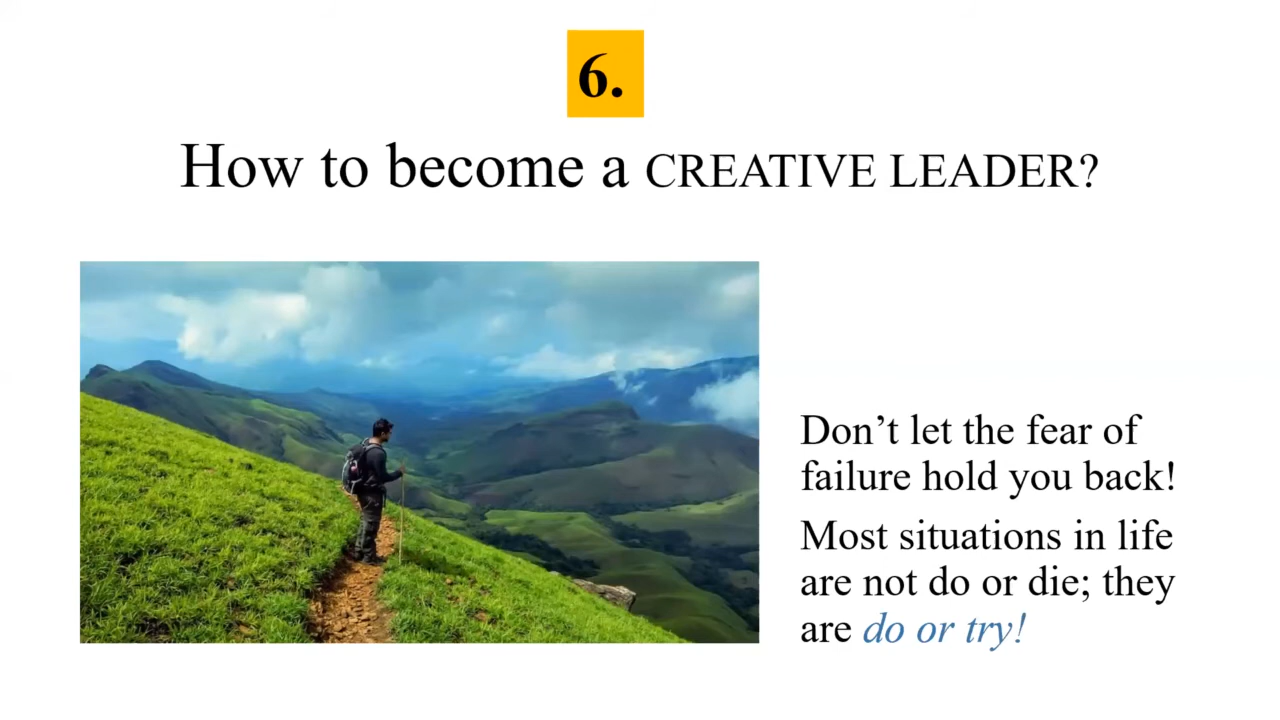 6.
How to become a CREATIVE LEADER?
Don’t let the fear of
failure hold you back!
Most situations in life
are not do or die; they
are do or try!